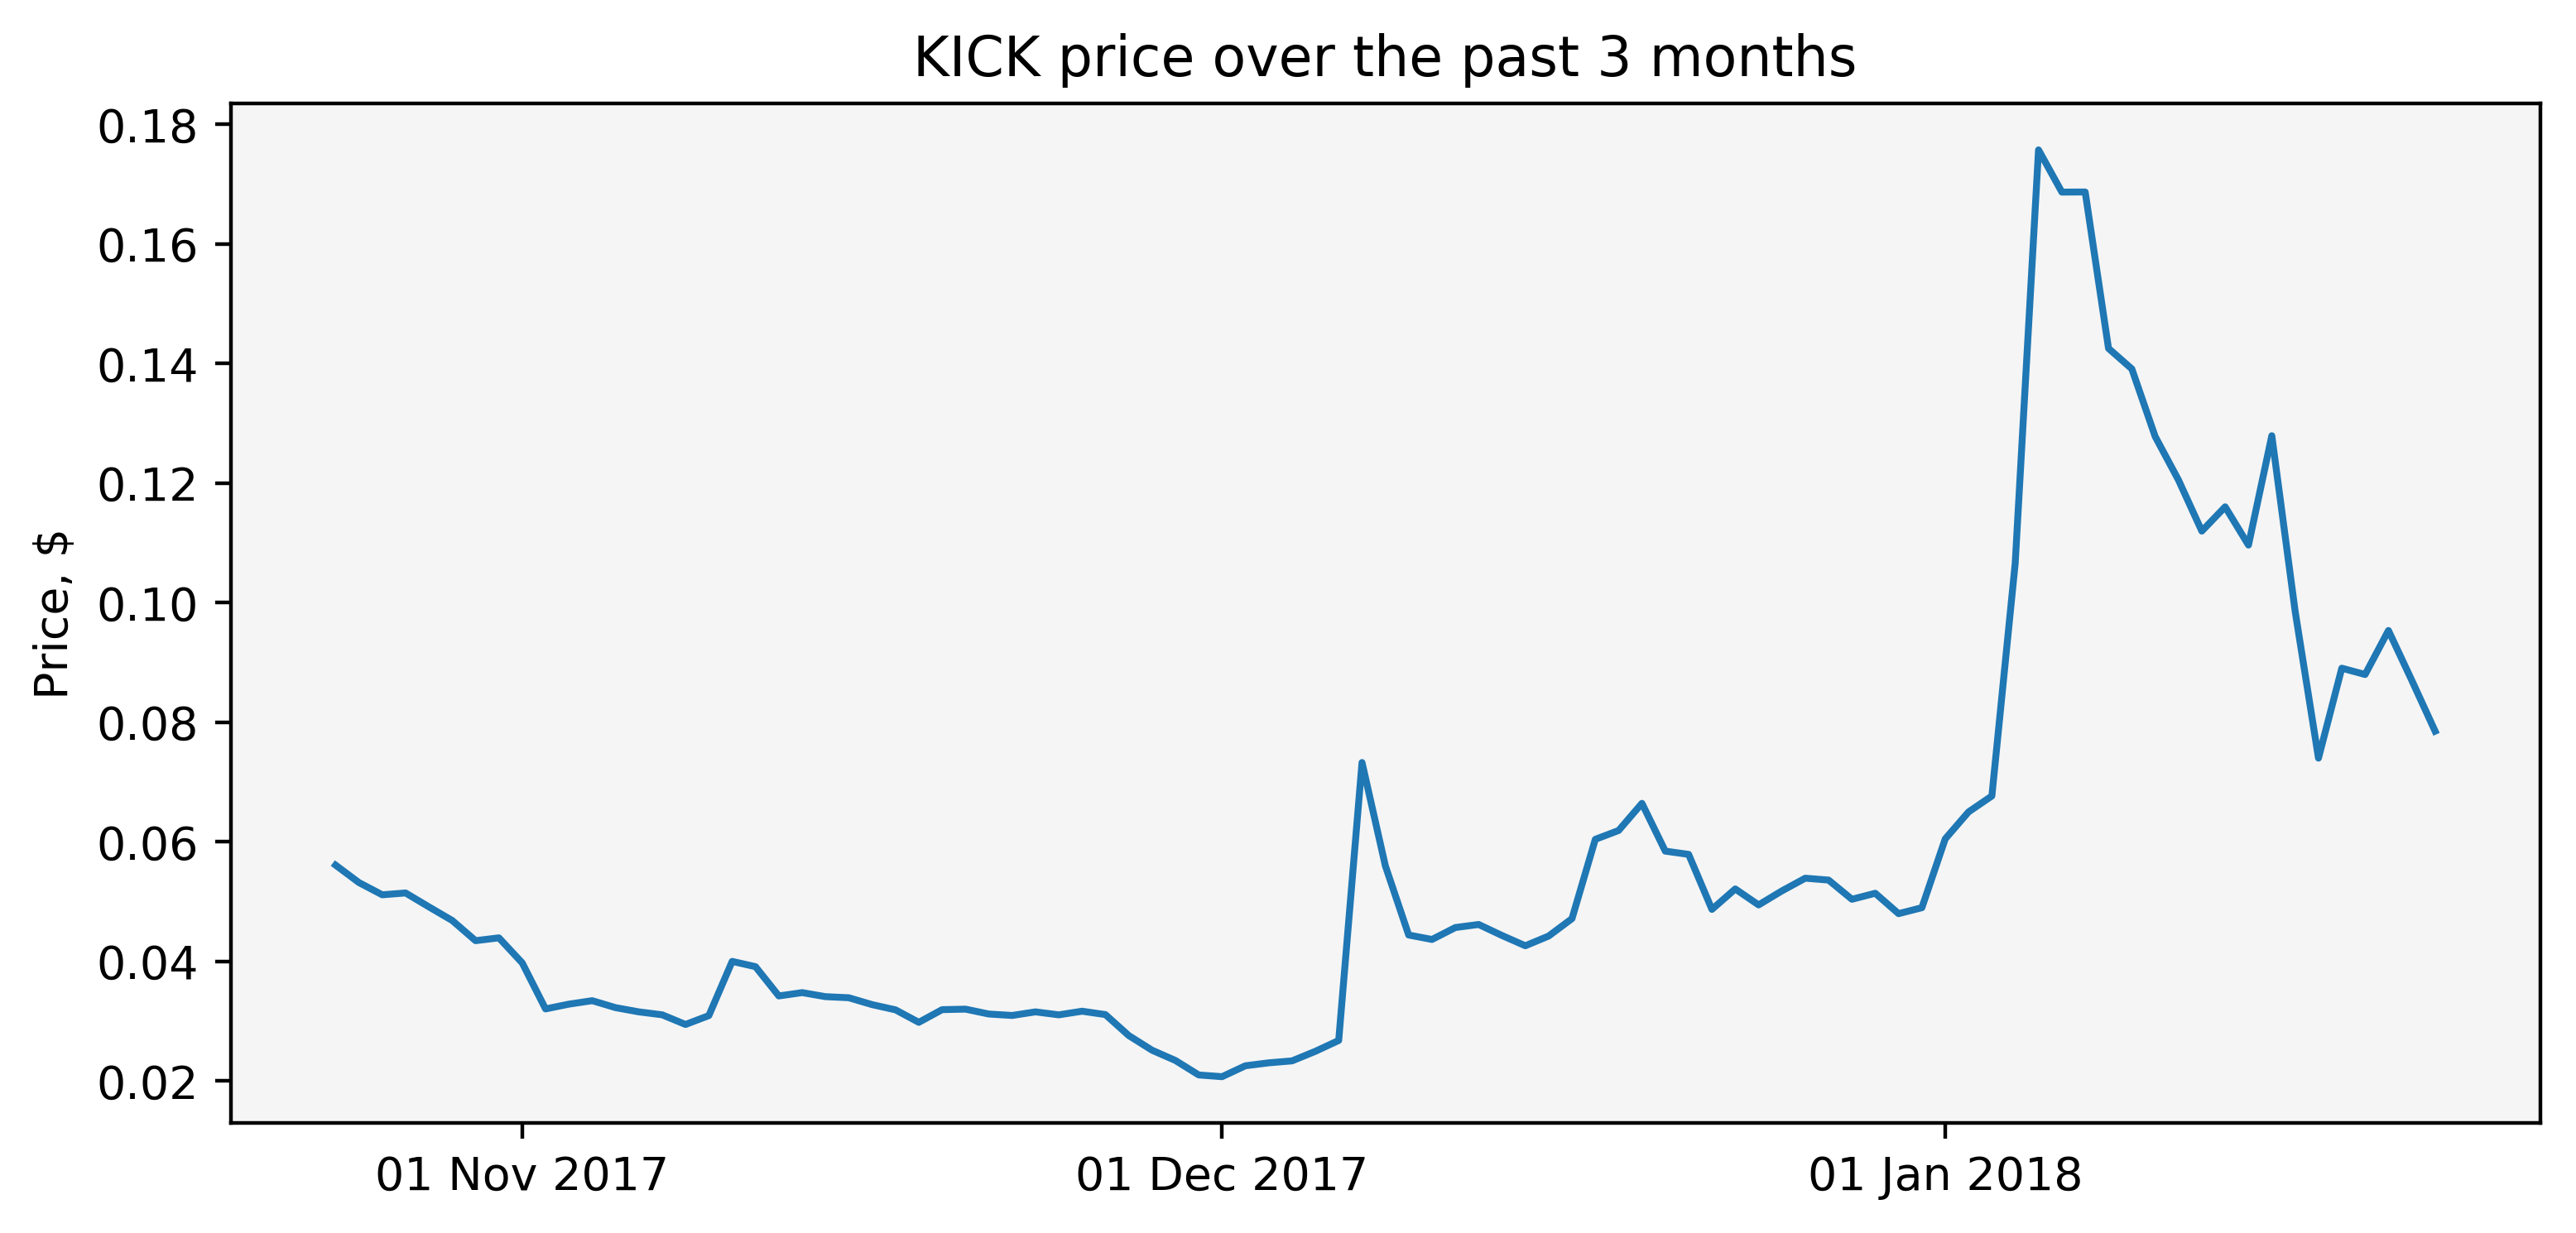 KICK price over the past 3 months
Price, $
0.18
0.16
0.14
0.12
0.10
0.08
0.06
0.04
0.02
01 Nov 2017
01 Dec 2017
01 Jan 2018